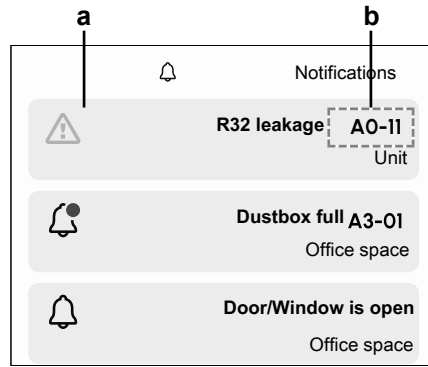 a b
Notifications
R32 leakage A0-11
Unit
Dustbox full A3-01
Office space
Door/Window is open
Office space